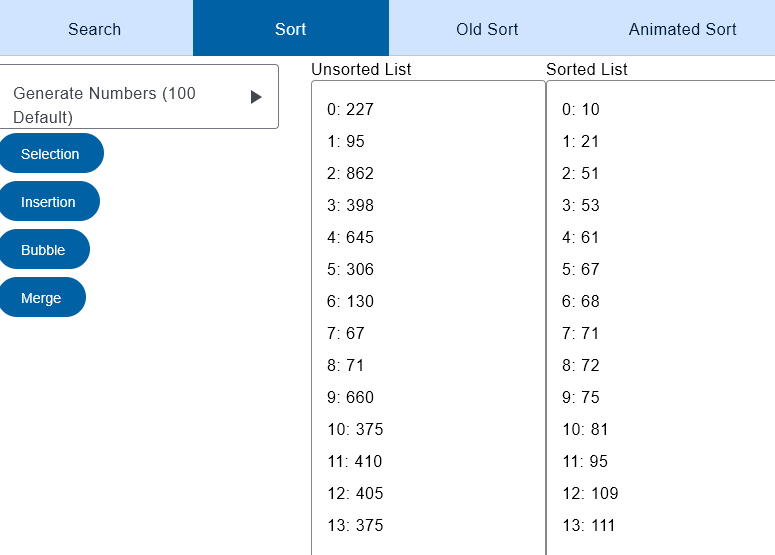 Search
Sort
Old Sort
Animated Sort
Generate Numbers (100
Default)
Selection
Insertion
Bubble
Merge
Unsorted List
0: 227
1: 95
2: 862
3: 398
4: 645
5: 306
6: 130
7: 67
8: 71
9: 660
10: 375
11: 410
12: 405
13: 375
Sorted List
0: 10
1: 21
2: 51
3: 53
4: 61
5: 67
6: 68
7: 71
8: 72
9: 75
10: 81
11: 95
12: 109
13: 111